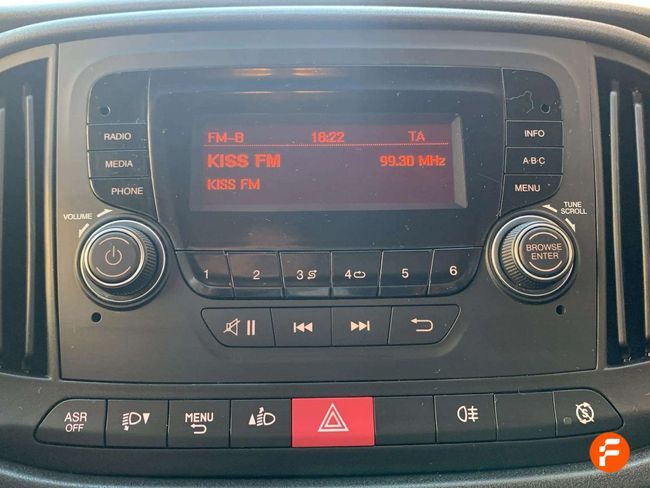 RADIO
MEDIA
PHONE
FM-B 16:22 TA
KISS FM 99.30 MHz
KISS FM
INFO
A·B·C
MENU
VOLUME
TUNE
SCROLL
BROWSE
ENTER
1 2 3 4 5 6
ASR
OFF
MENU